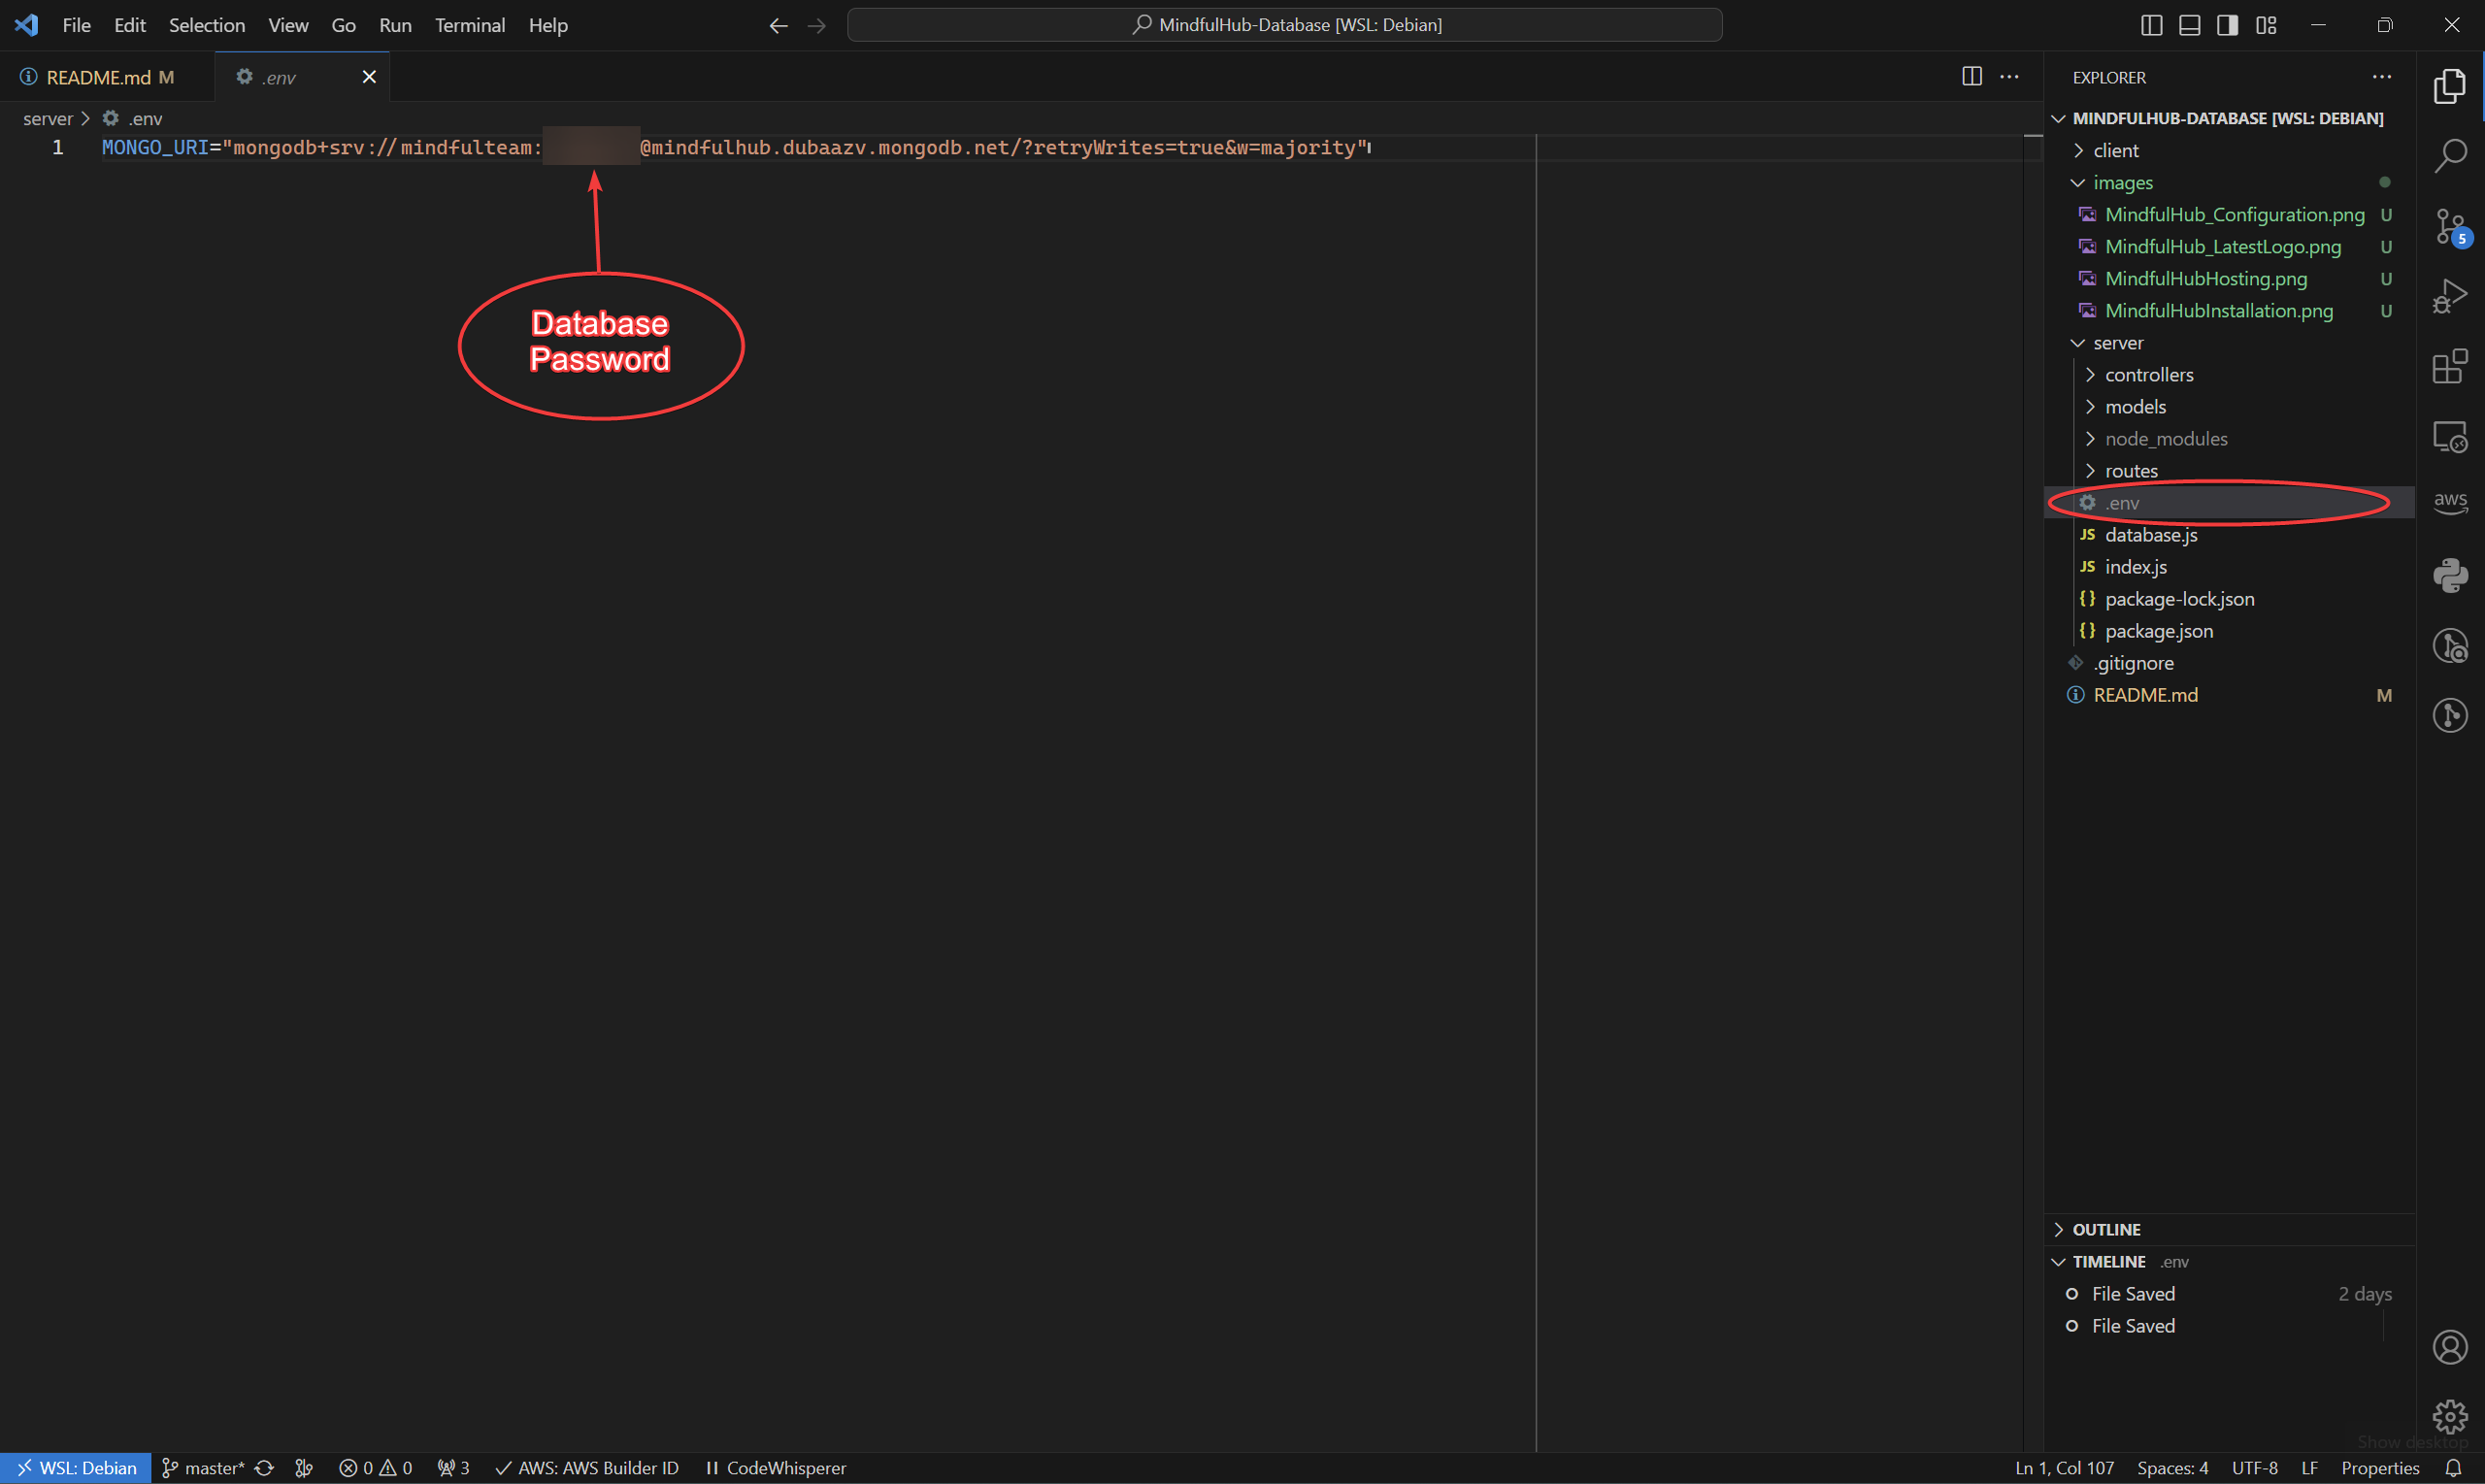 File Edit Selection View Go Run Terminal Help
MindfulHub-Database [WSL: Debian]
README.md M
.env
server > .env
1 MONGO_URI="mongodb+srv://mindfulteam:
@mindfulhub.dubaazv.mongodb.net/?retryWrites=true&w=majority"
Database
Password
EXPLORER
MINDFULHUB-DATABASE [WSL: DEBIAN]
client
images
MindfulHub_Configuration.png U
MindfulHub_LatestLogo.png U
MindfulHubHosting.png U
MindfulHubInstallation.png U
server
controllers
models
node_modules
routes
.env
JS database.js
JS index.js
{} package-lock.json
{} package.json
.gitignore
README.md M
5
aws
OUTLINE
TIMELINE .env
File Saved 2 days
File Saved
Show desktop
WSL: Debian master* 0 0 3 AWS: AWS Builder ID CodeWhisperer
Ln 1, Col 107 Spaces: 4 UTF-8 LF Properties